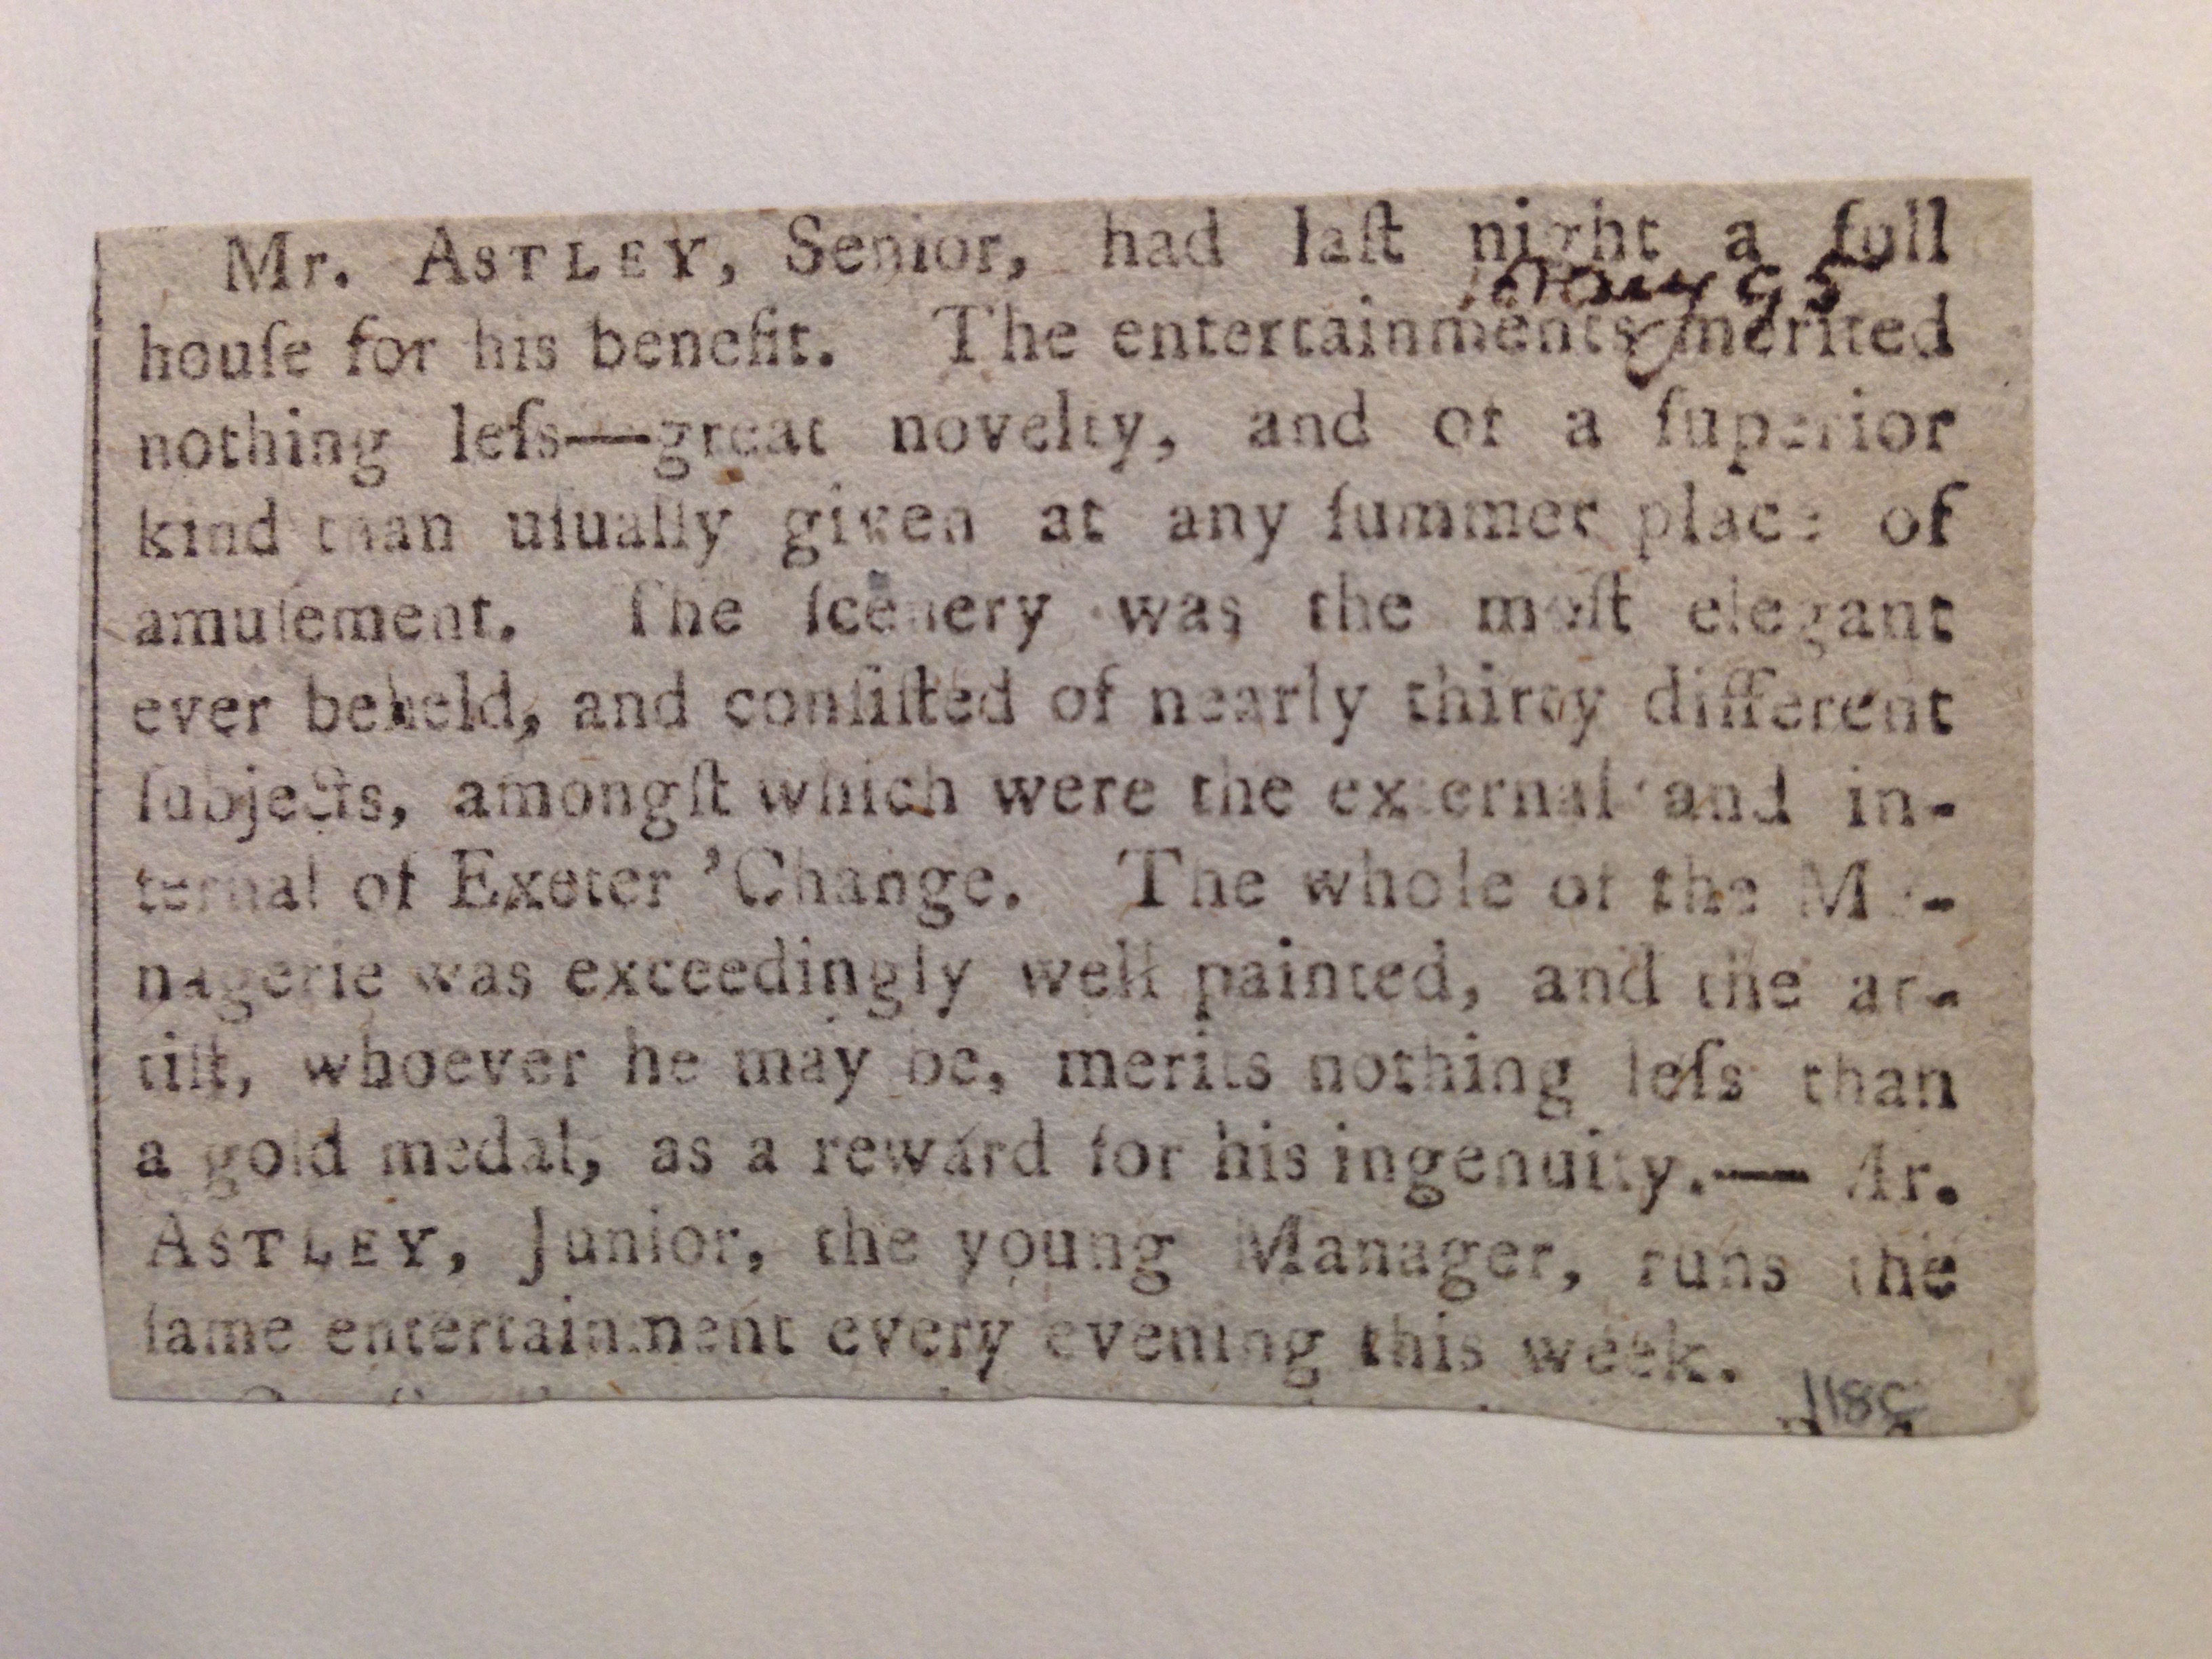 Mr. ASTLEY, Senior, had laſt night a full
houſe for his benefit. The entertainments merited
nothing leſs—great novelty, and of a ſuperior
kind than uſually given at any ſummer place of
amuſement. The ſcenery was the moſt elegant
ever beheld, and conſiſted of nearly thirty different
ſubjects, amongſt which were the external and in-
ternal of Exeter 'Change. The whole of the Me-
nagerie was exceedingly well painted, and the ar-
tiſt, whoever he may be, merits nothing leſs than
a gold medal, as a reward for his ingenuity.— Mr.
ASTLEY, Junior, the young Manager, runs the
ſame entertainment every evening this week.
118C